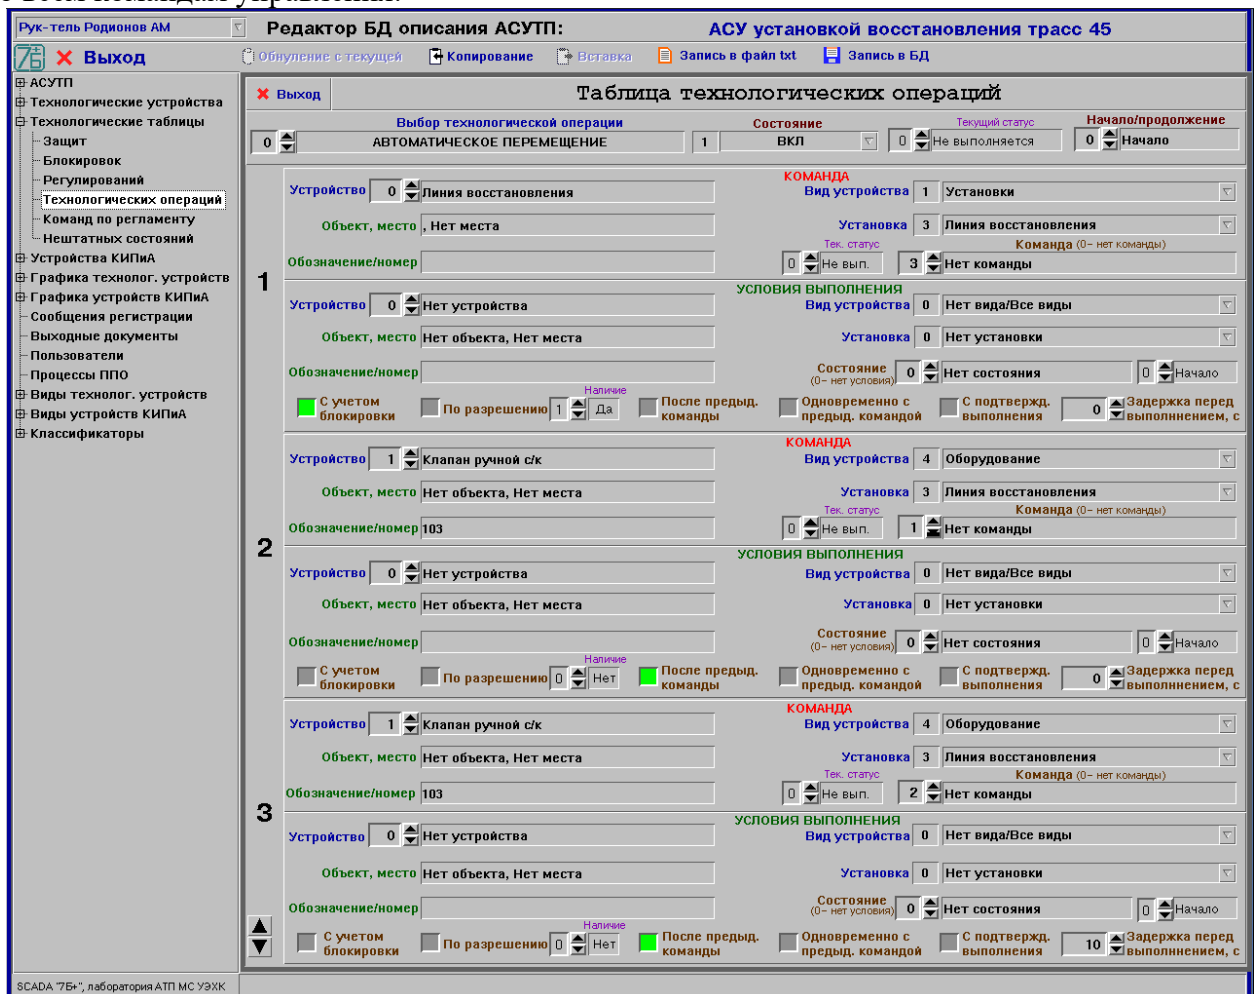 всем командам управления.
Рук-тель Родионов АМ
Редактор БД описания АСУТП:
АСУ установкой восстановления трасс 45
7Б
Выход
Обнуление с текущей
Копирование
Вставка
Запись в файл txt
Запись в БД
АСУТП
Технологические устройства
Технологические таблицы
Защит
Блокировок
Регулирований
Технологических операций
Команд по регламенту
Нештатных состояний
Устройства КИПиА
Графика технолог. устройств
Графика устройств КИПиА
Сообщения регистрации
Выходные документы
Пользователи
Процессы ППО
Виды технолог. устройств
Виды устройств КИПиА
Классификаторы
Выход
Таблица технологических операций
Выбор технологической операции
Состояние
Текущий статус
Начало/продолжение
0 АВТОМАТИЧЕСКОЕ ПЕРЕМЕЩЕНИЕ 1 ВКЛ 0 Не выполняется 0 Начало
1
КОМАНДА
Устройство 0 Линия восстановления Вид устройства 1 Установки
Объект, место , Нет места Установка 3 Линия восстановления
Тек. статус Команда (0- нет команды)
Обозначение/номер 0 Не вып. 3 Нет команды
УСЛОВИЯ ВЫПОЛНЕНИЯ
Устройство 0 Нет устройства Вид устройства 0 Нет вида/Все виды
Объект, место Нет объекта, Нет места Установка 0 Нет установки
Обозначение/номер Состояние (0- нет условия) 0 Нет состояния 0 Начало
Наличие
С учетом блокировки По разрешению 1 Да После предыд. команды Одновременно с предыд. командой С подтвержд. выполнения 0 Задержка перед выполннением, с
2
КОМАНДА
Устройство 1 Клапан ручной с/к Вид устройства 4 Оборудование
Объект, место Нет объекта, Нет места Установка 3 Линия восстановления
Тек. статус Команда (0- нет команды)
Обозначение/номер 103 0 Не вып. 1 Нет команды
УСЛОВИЯ ВЫПОЛНЕНИЯ
Устройство 0 Нет устройства Вид устройства 0 Нет вида/Все виды
Объект, место Нет объекта, Нет места Установка 0 Нет установки
Обозначение/номер Состояние (0- нет условия) 0 Нет состояния 0 Начало
Наличие
С учетом блокировки По разрешению 0 Нет После предыд. команды Одновременно с предыд. командой С подтвержд. выполнения 0 Задержка перед выполннением, с
3
КОМАНДА
Устройство 1 Клапан ручной с/к Вид устройства 4 Оборудование
Объект, место Нет объекта, Нет места Установка 3 Линия восстановления
Тек. статус Команда (0- нет команды)
Обозначение/номер 103 0 Не вып. 2 Нет команды
УСЛОВИЯ ВЫПОЛНЕНИЯ
Устройство 0 Нет устройства Вид устройства 0 Нет вида/Все виды
Объект, место Нет объекта, Нет места Установка 0 Нет установки
Обозначение/номер Состояние (0- нет условия) 0 Нет состояния 0 Начало
Наличие
С учетом блокировки По разрешению 0 Нет После предыд. команды Одновременно с предыд. командой С подтвержд. выполнения 10 Задержка перед выполннением, с
SCADA "7Б+", лаборатория АТП МС УЭХК